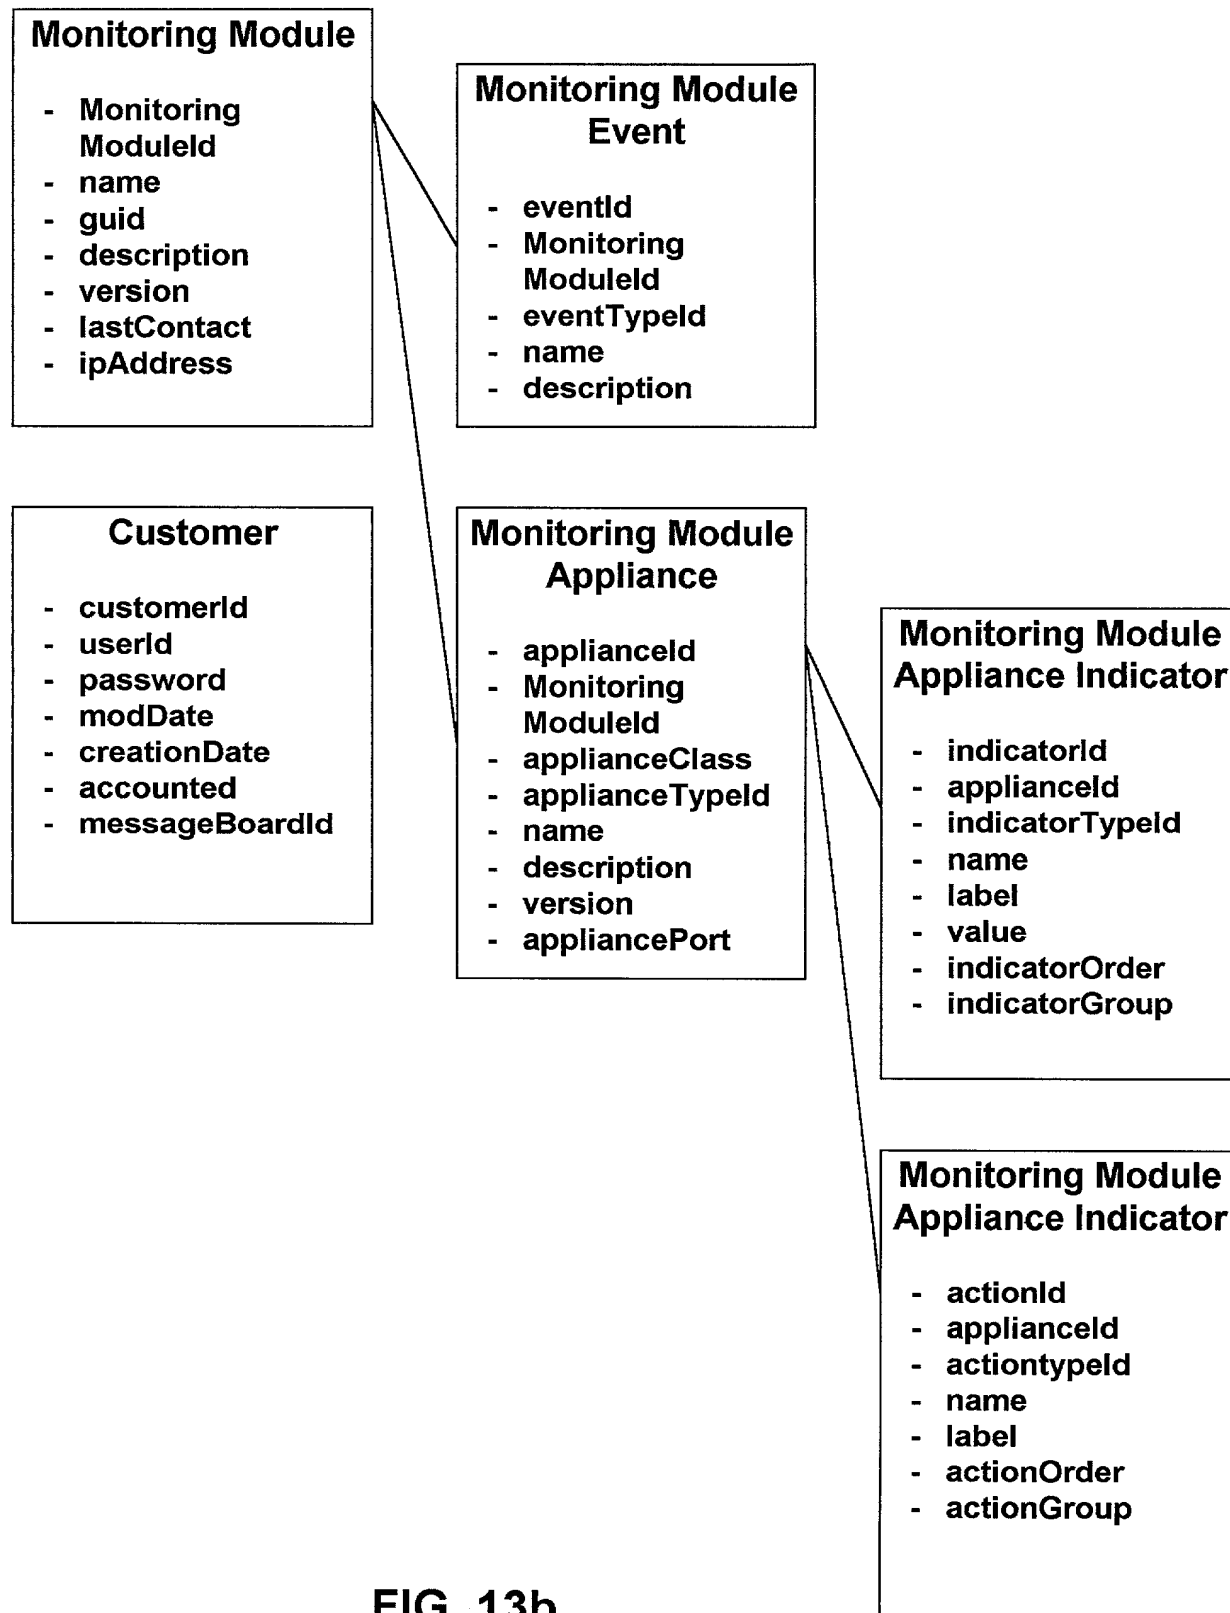 Monitoring Module
- Monitoring
ModuleId
- name
- guid
- description
- version
- lastContact
- ipAddress
Monitoring Module
Event
- eventId
- Monitoring
ModuleId
- eventTypeId
- name
- description
Customer
- customerId
- userId
- password
- modDate
- creationDate
- accounted
- messageBoardId
Monitoring Module
Appliance
- applianceId
- Monitoring
ModuleId
- applianceClass
- applianceTypeId
- name
- description
- version
- appliancePort
Monitoring Module
Appliance Indicator
- indicatorId
- applianceId
- indicatorTypeId
- name
- label
- value
- indicatorOrder
- indicatorGroup
Monitoring Module
Appliance Indicator
- actionId
- applianceId
- actiontypeId
- name
- label
- actionOrder
- actionGroup
FIG. 13b